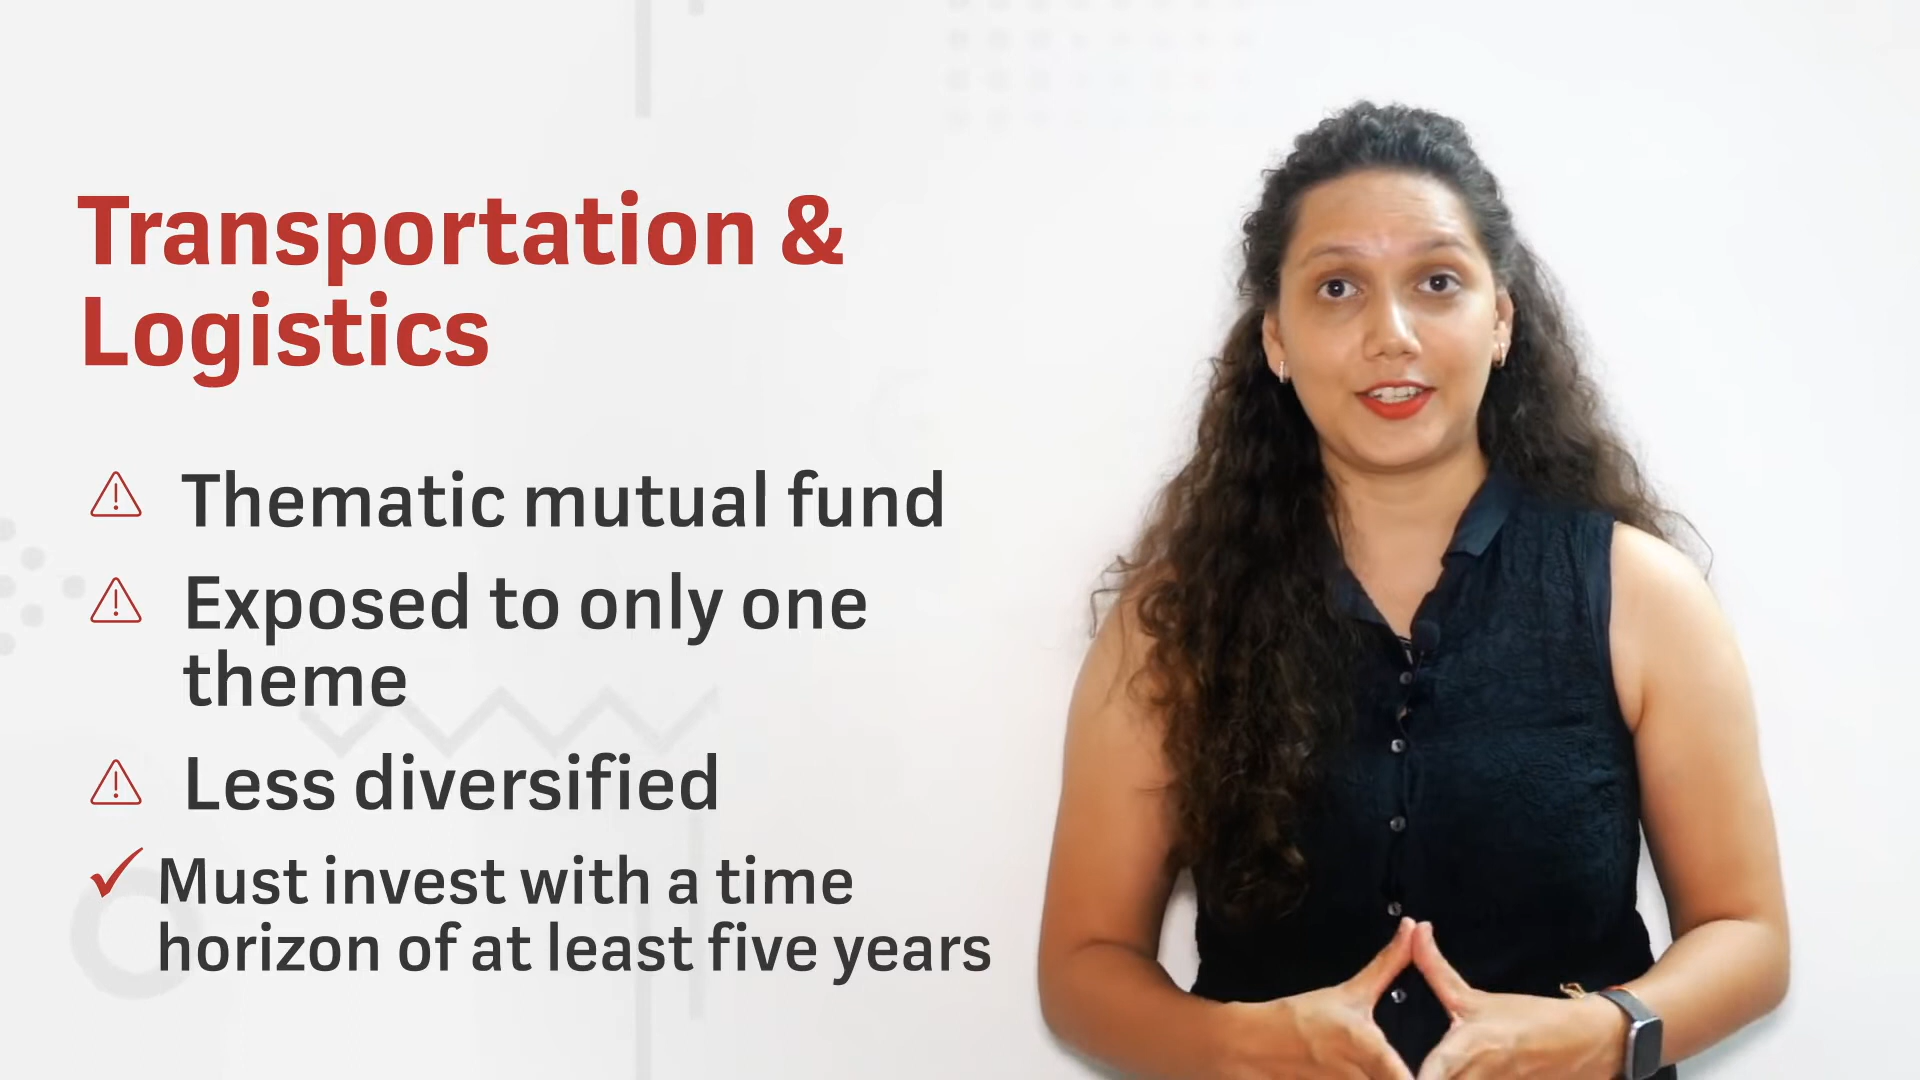 Transportation &
Logistics
Thematic mutual fund
Exposed to only one
theme
Less diversified
Must invest with a time
horizon of at least five years